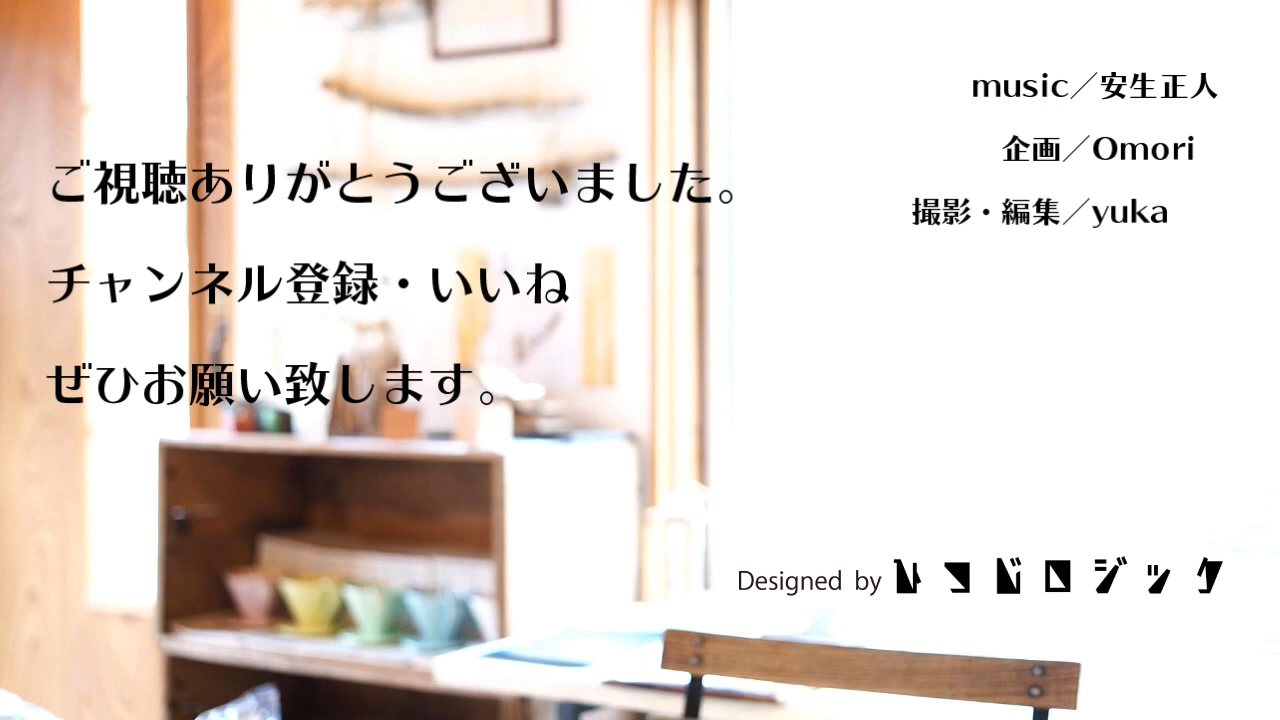 ご視聴ありがとうございました。
チャンネル登録・いいね
ぜひお願い致します。
music／安生正人
企画／Omori
撮影・編集／yuka
Designed by トコドロジック